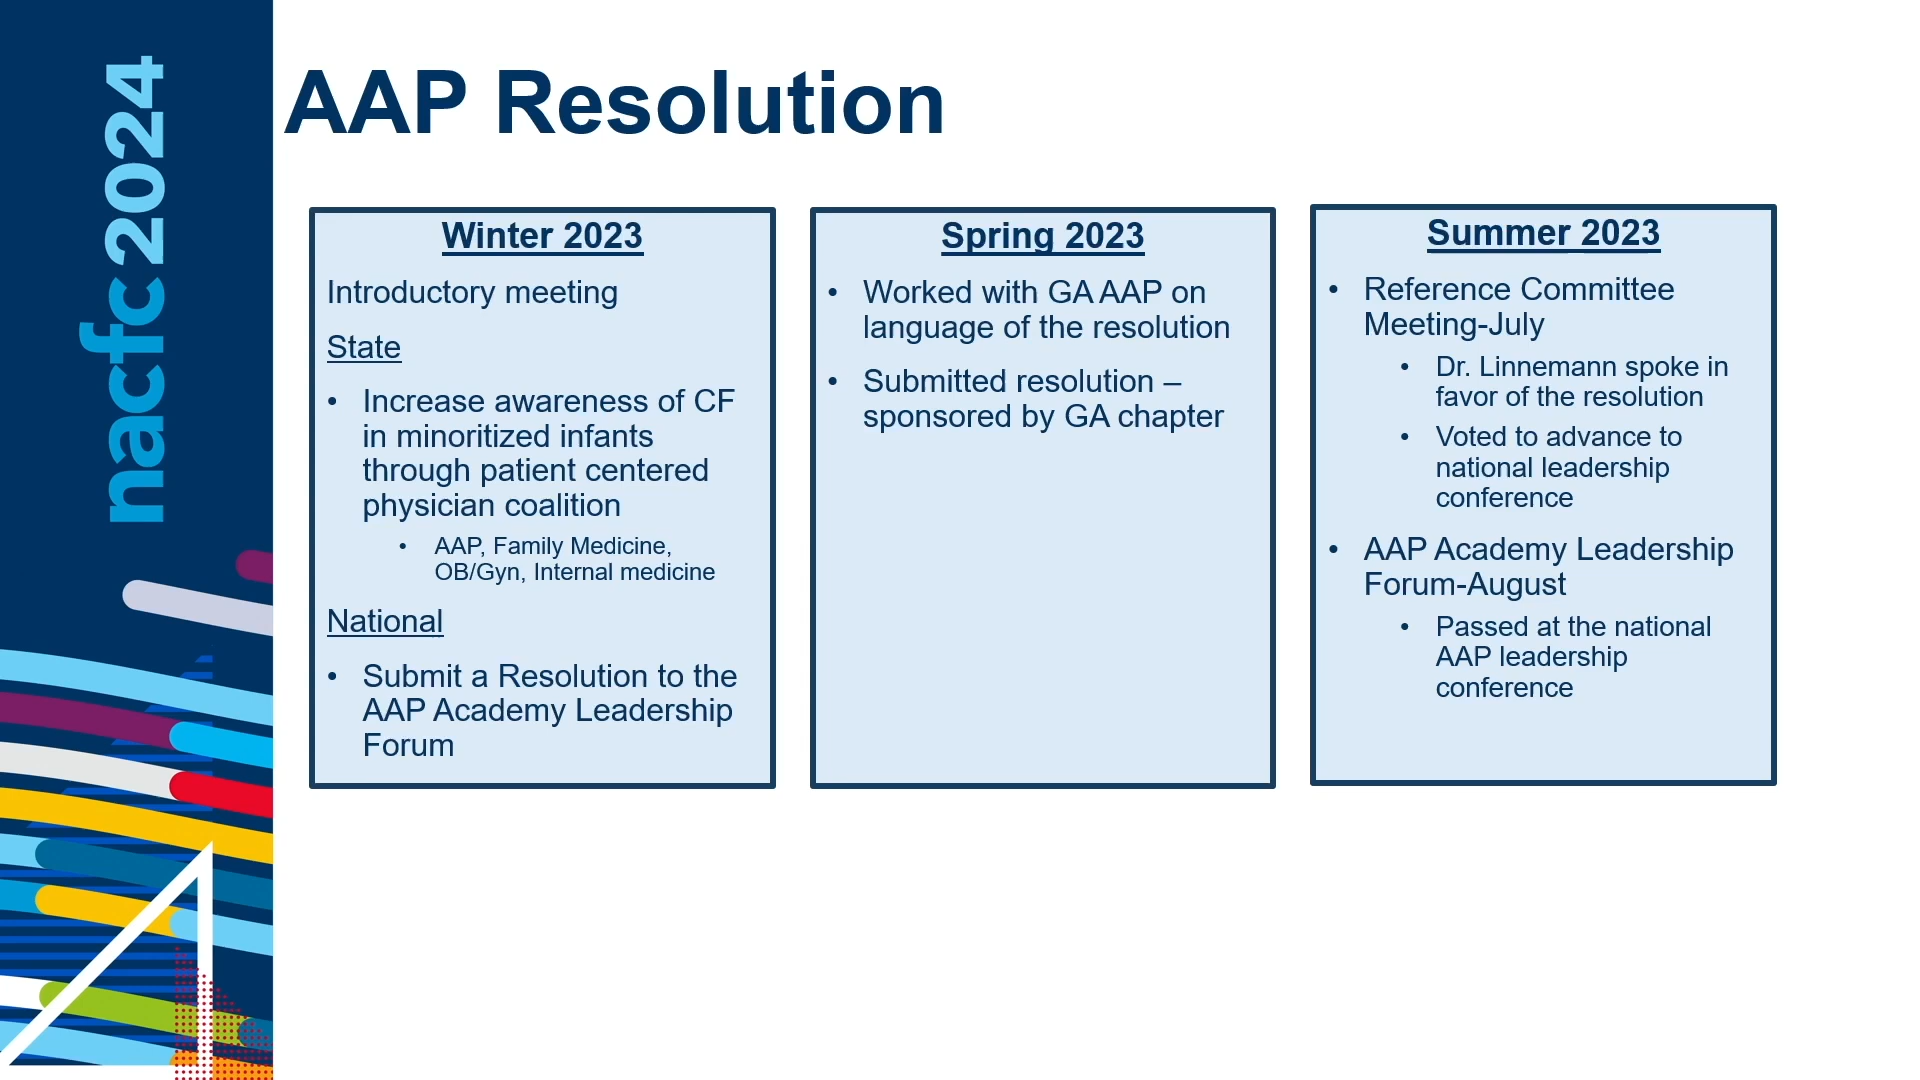 nacfc2024
AAP Resolution
Winter 2023
Introductory meeting
State
• Increase awareness of CF
in minoritized infants
through patient centered
physician coalition
• AAP, Family Medicine,
OB/Gyn, Internal medicine
National
• Submit a Resolution to the
AAP Academy Leadership
Forum
Spring 2023
• Worked with GA AAP on
language of the resolution
• Submitted resolution –
sponsored by GA chapter
Summer 2023
• Reference Committee
Meeting-July
• Dr. Linnemann spoke in
favor of the resolution
• Voted to advance to
national leadership
conference
• AAP Academy Leadership
Forum-August
• Passed at the national
AAP leadership
conference